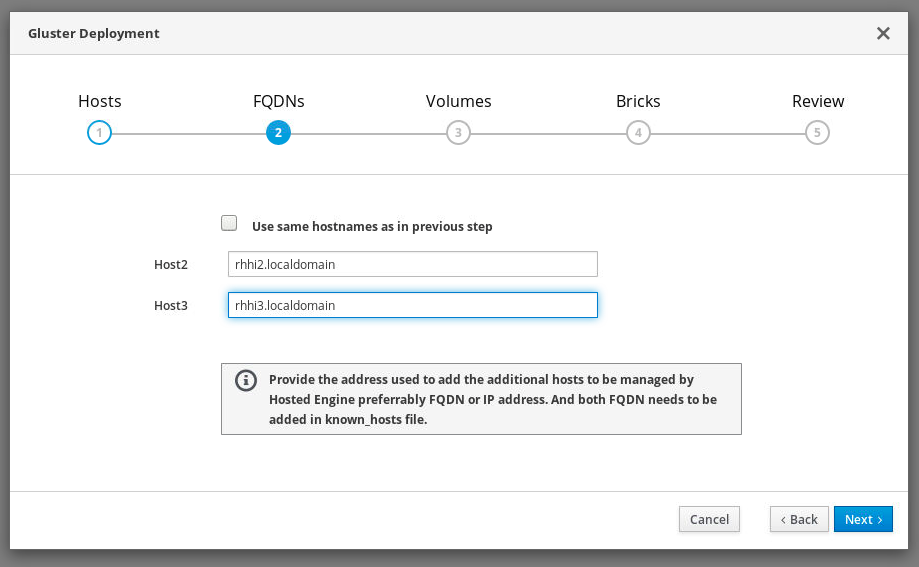 Gluster Deployment
Hosts FQDNs Volumes Bricks Review
1 2 3 4 5
Use same hostnames as in previous step
Host2 rhhi2.localdomain
Host3 rhhi3.localdomain
Provide the address used to add the additional hosts to be managed by
Hosted Engine preferrably FQDN or IP address. And both FQDN needs to be
added in known_hosts file.
Cancel < Back Next >